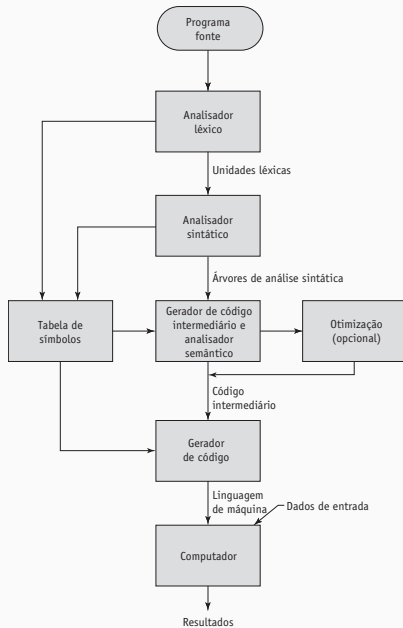 Programa
fonte
Analisador
léxico
Unidades léxicas
Analisador
sintático
Árvores de análise sintática
Tabela de
símbolos
Gerador de código
intermediário e
analisador
semântico
Otimização
(opcional)
Código
intermediário
Gerador
de código
Linguagem
de máquina
Dados de entrada
Computador
Resultados